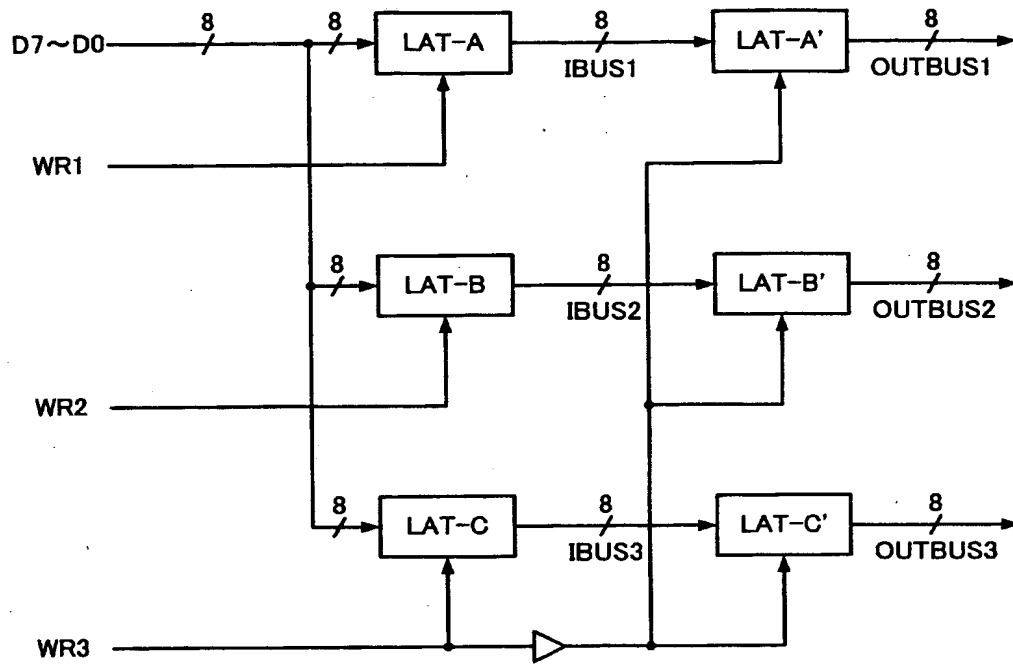 8 8 8 8
D7～D0 LAT-A LAT-A'
IBUS1 OUTBUS1
WR1
8 8 8
LAT-B LAT-B'
IBUS2 OUTBUS2
WR2
8 8 8
LAT-C LAT-C'
IBUS3 OUTBUS3
WR3